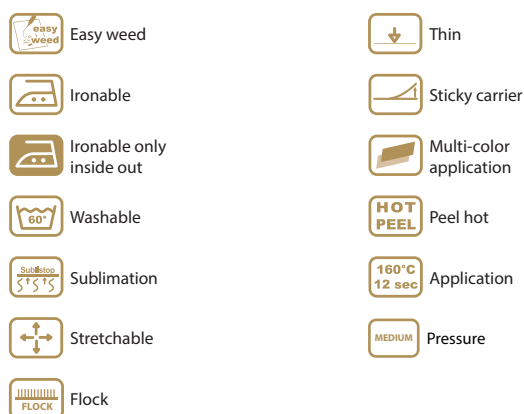 easy
weed
Easy weed
Ironable
Ironable only
inside out
60°
Washable
Sublistop
Sublimation
Stretchable
FLOCK
Flock
Thin
Sticky carrier
Multi-color
application
HOT
PEEL
Peel hot
160°C
12 sec
Application
MEDIUM
Pressure